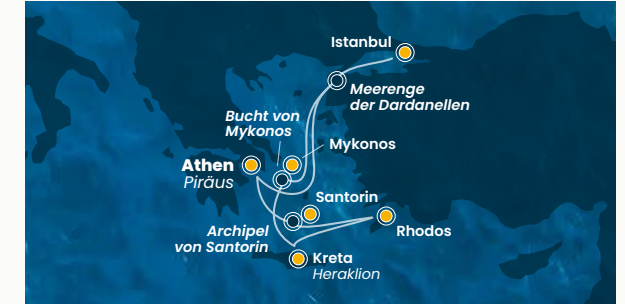 Istanbul
Meerenge
der Dardanellen
Bucht von
Mykonos
Mykonos
Athen
Piräus
Santorin
Archipel
von Santorin
Rhodos
Kreta
Heraklion